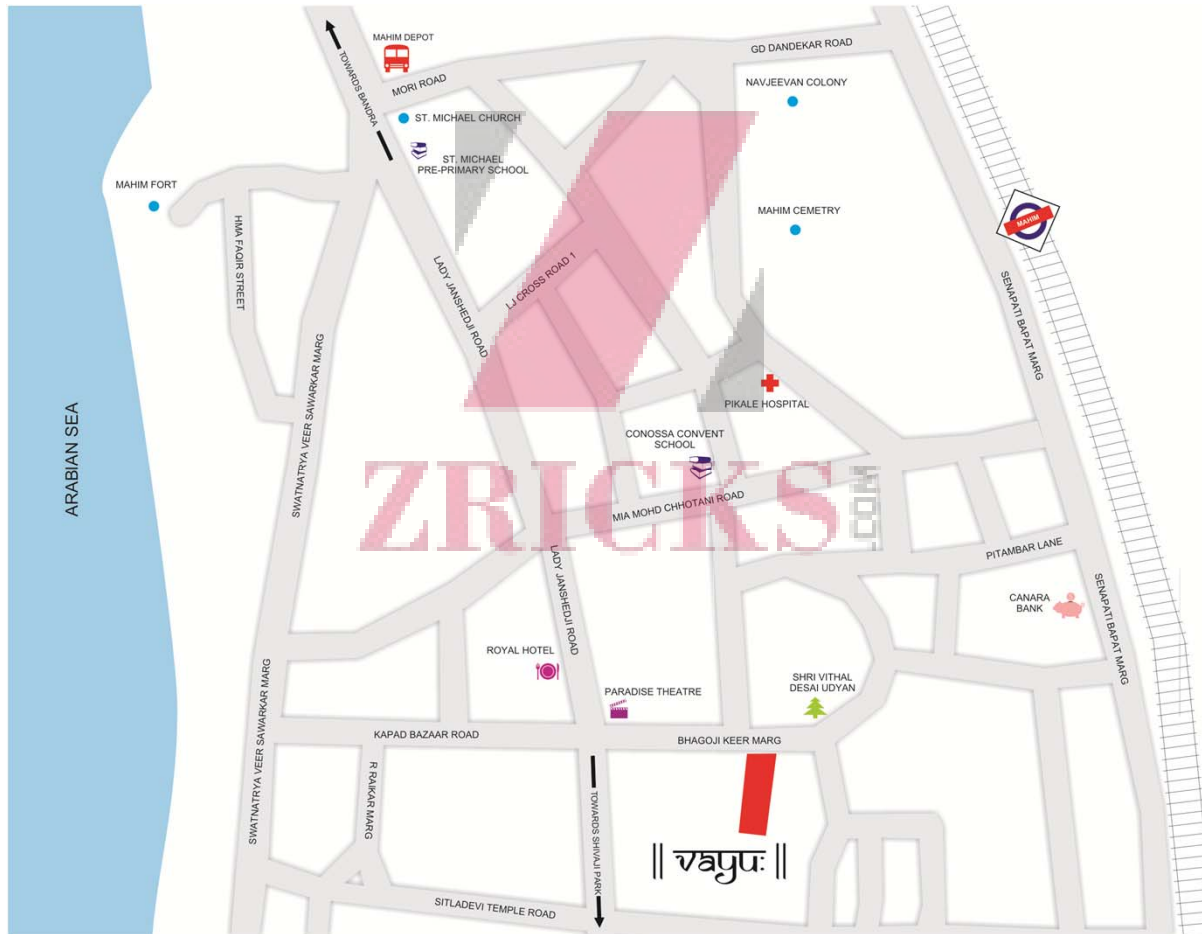 MAHIM DEPOT
TOWARDS BANDRA
MORI ROAD
GD DANDEKAR ROAD
NAVJEEVAN COLONY
ST. MICHAEL CHURCH
ST. MICHAEL
PRE-PRIMARY SCHOOL
MAHIM FORT
HMA FAQIR STREET
MAHIM CEMETRY
MAHIM
LADY JANSHEDJI ROAD
LJ CROSS ROAD 1
SENAPATI BAPAT MARG
SWATNATRYA VEER SAWARKAR MARG
ARABIAN SEA
PIKALE HOSPITAL
CONOSSA CONVENT
SCHOOL
ZRICKS
.COM
MIA MOHD CHHOTANI ROAD
PITAMBAR LANE
LADY JANSHEDJI ROAD
CANARA
BANK
SENAPATI BAPAT MARG
ROYAL HOTEL
PARADISE THEATRE
SHRI VITHAL
DESAI UDYAN
SWATNATRYA VEER SAWARKAR MARG
KAPAD BAZAAR ROAD
BHAGOJI KEER MARG
R RAIKAR MARG
TOWARDS SHIVAJI PARK
|| vayu: ||
SITLADEVI TEMPLE ROAD